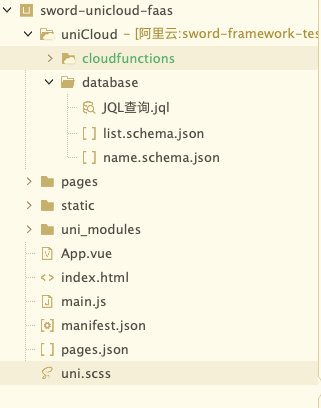 sword-unicloud-faas
uniCloud - [阿里云:sword-framework-tes
cloudfunctions
database
JQL查询.jql
list.schema.json
name.schema.json
pages
static
uni_modules
App.vue
index.html
main.js
manifest.json
pages.json
uni.scss